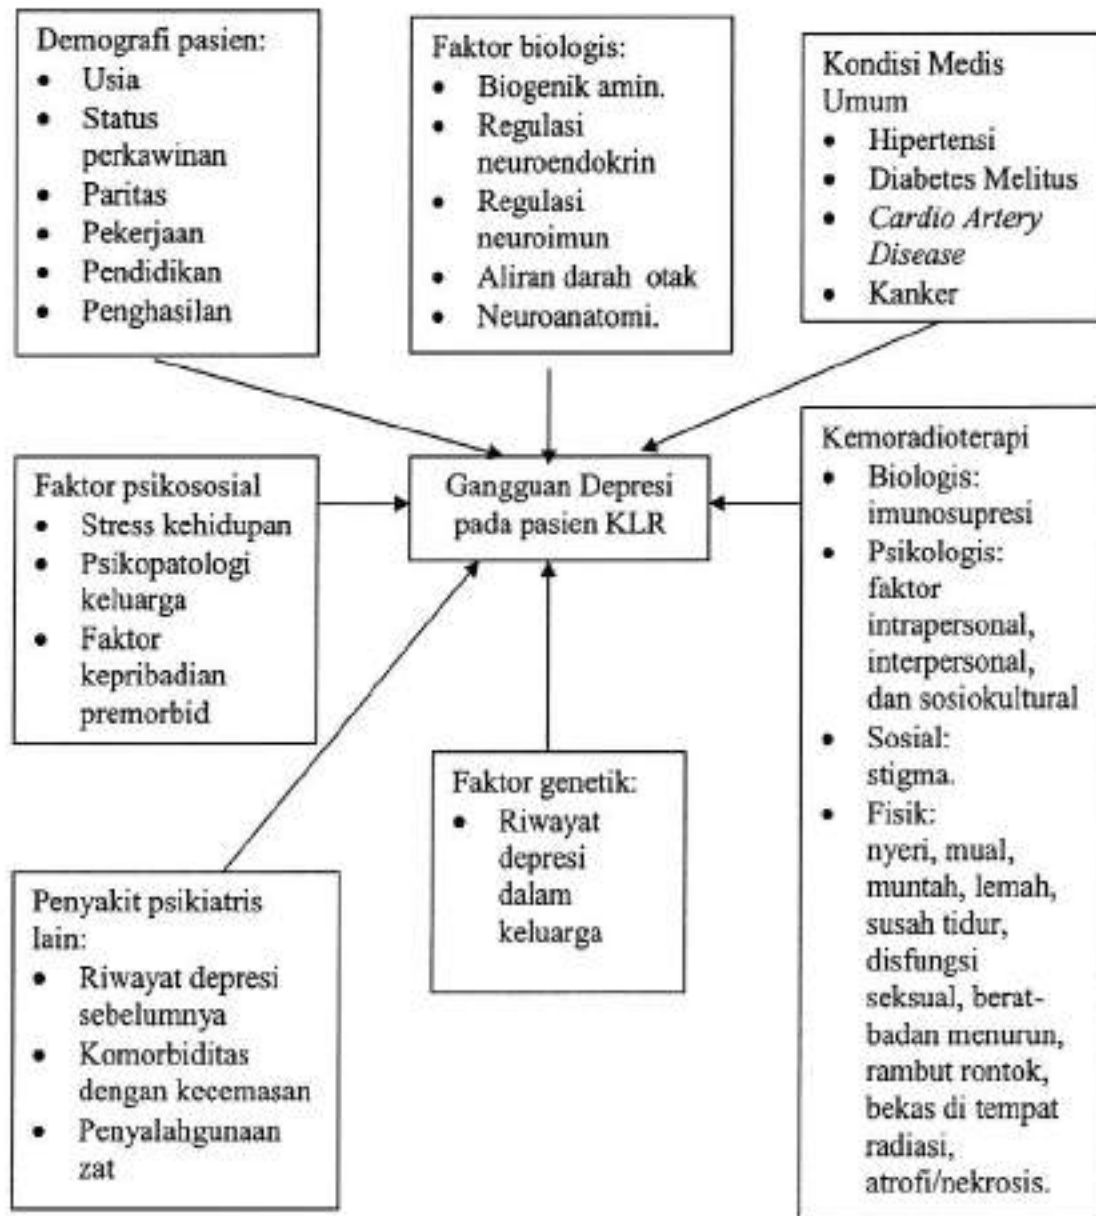 Demografi pasien:
• Usia
• Status
perkawinan
• Paritas
• Pekerjaan
• Pendidikan
• Penghasilan
Faktor biologis:
• Biogenik amin.
• Regulasi
neuroendokrin
• Regulasi
neuroimun
• Aliran darah otak
• Neuroanatomi.
Kondisi Medis
Umum
• Hipertensi
• Diabetes Melitus
• Cardio Artery
Disease
• Kanker
Faktor psikososial
• Stress kehidupan
• Psikopatologi
keluarga
• Faktor
kepribadian
premorbid
Gangguan Depresi
pada pasien KLR
Kemoradioterapi
• Biologis:
imunosupresi
• Psikologis:
faktor
intrapersonal,
interpersonal,
dan sosiokultural
• Sosial:
stigma.
• Fisik:
nyeri, mual,
muntah, lemah,
susah tidur,
disfungsi
seksual, berat-
badan menurun,
rambut rontok,
bekas di tempat
radiasi,
atrofi/nekrosis.
Penyakit psikiatris
lain:
• Riwayat depresi
sebelumnya
• Komorbiditas
dengan kecemasan
• Penyalahgunaan
zat
Faktor genetik:
• Riwayat
depresi
dalam
keluarga